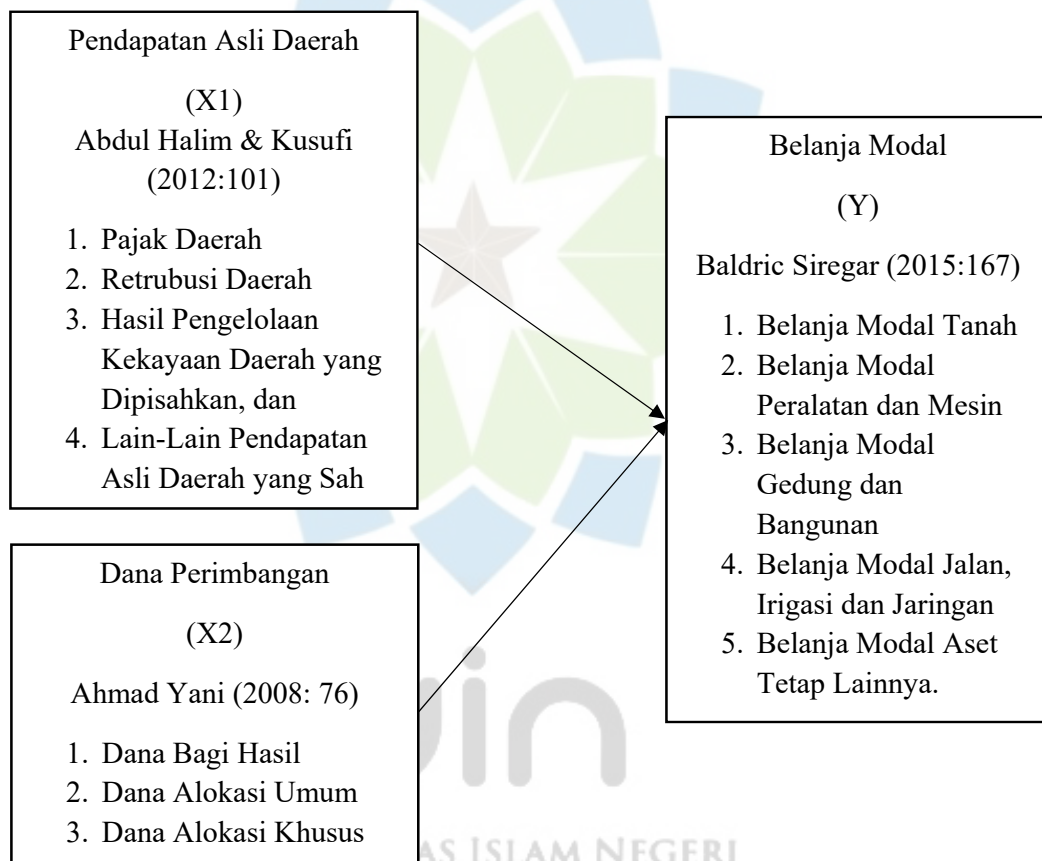 Pendapatan Asli Daerah
(X1)
Abdul Halim & Kusufi
(2012:101)
1. Pajak Daerah
2. Retrubusi Daerah
3. Hasil Pengelolaan
Kekayaan Daerah yang
Dipisahkan, dan
4. Lain-Lain Pendapatan
Asli Daerah yang Sah
Dana Perimbangan
(X2)
Ahmad Yani (2008: 76)
1. Dana Bagi Hasil
2. Dana Alokasi Umum
3. Dana Alokasi Khusus
Belanja Modal
(Y)
Baldric Siregar (2015:167)
1. Belanja Modal Tanah
2. Belanja Modal
Peralatan dan Mesin
3. Belanja Modal
Gedung dan
Bangunan
4. Belanja Modal Jalan,
Irigasi dan Jaringan
5. Belanja Modal Aset
Tetap Lainnya.
uin
AS ISLAM NEGERI